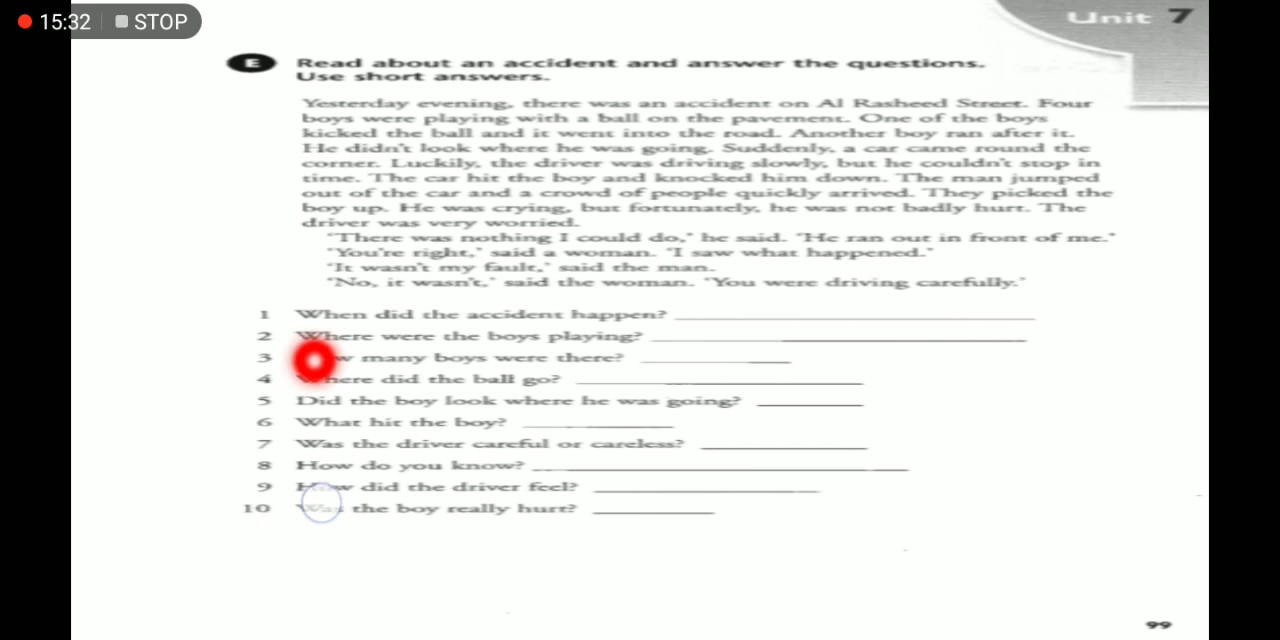 15:32 STOP
Unit 7
E Read about an accident and answer the questions.
Use short answers.
Yesterday evening, there was an accident on Al Rasheed Street. Four
boys were playing with a ball on the pavement. One of the boys
kicked the ball and it went into the road. Another boy ran after it.
He didn't look where he was going. Suddenly, a car came round the
corner. Luckily, the driver was driving slowly, but he couldn't stop in
time. The car hit the boy and knocked him down. The man jumped
out of the car and a crowd of people quickly arrived. They picked the
boy up. He was crying, but fortunately, he was not badly hurt. The
driver was very worried.
'There was nothing I could do,' he said. 'He ran out in front of me.'
'You're right,' said a woman. 'I saw what happened.'
'It wasn't my fault,' said the man.
'No, it wasn't,' said the woman. 'You were driving carefully.'
1 When did the accident happen?
2 Where were the boys playing?
3 How many boys were there?
4 Where did the ball go?
5 Did the boy look where he was going?
6 What hit the boy?
7 Was the driver careful or careless?
8 How do you know?
9 How did the driver feel?
10 Was the boy really hurt?
99